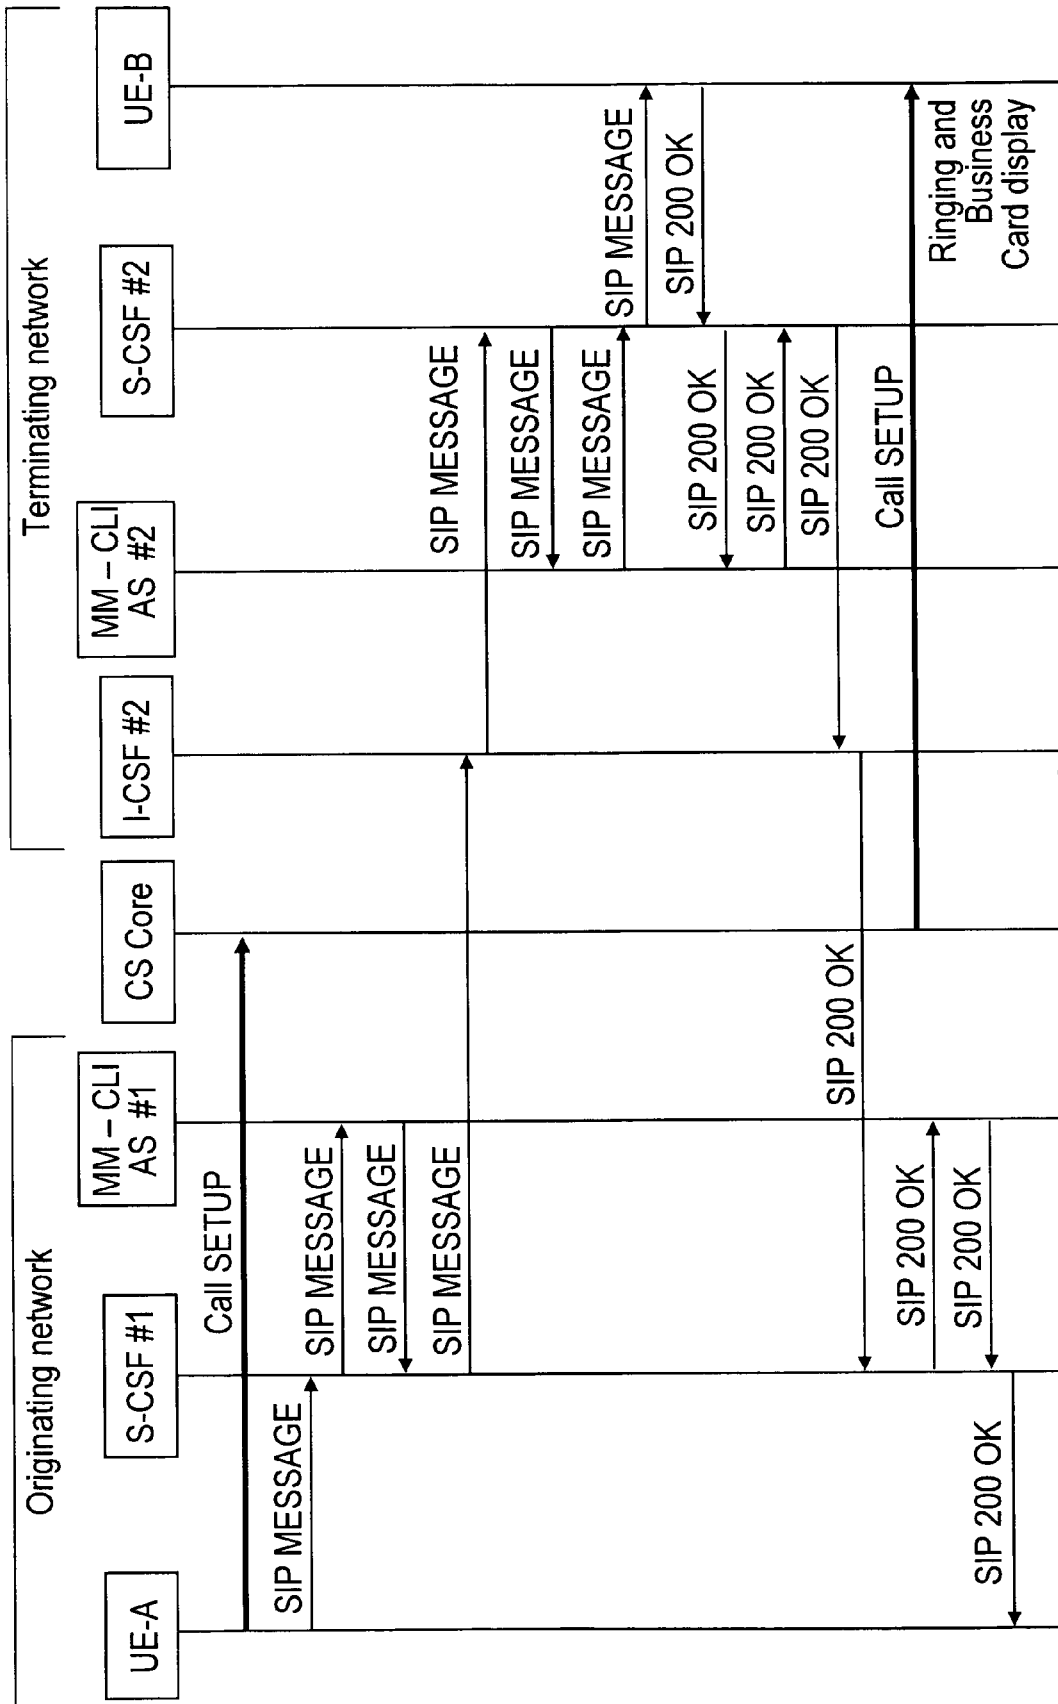 Originating network
Terminating network
UE-A
S-CSF #1
MM – CLI
AS #1
CS Core
I-CSF #2
MM – CLI
AS #2
S-CSF #2
UE-B
Call SETUP
SIP MESSAGE
SIP MESSAGE
SIP MESSAGE
SIP MESSAGE
SIP MESSAGE
SIP MESSAGE
SIP MESSAGE
SIP MESSAGE
SIP 200 OK
SIP 200 OK
SIP 200 OK
SIP 200 OK
SIP 200 OK
Call SETUP
SIP 200 OK
Ringing and
Business
Card display
SIP 200 OK
SIP 200 OK